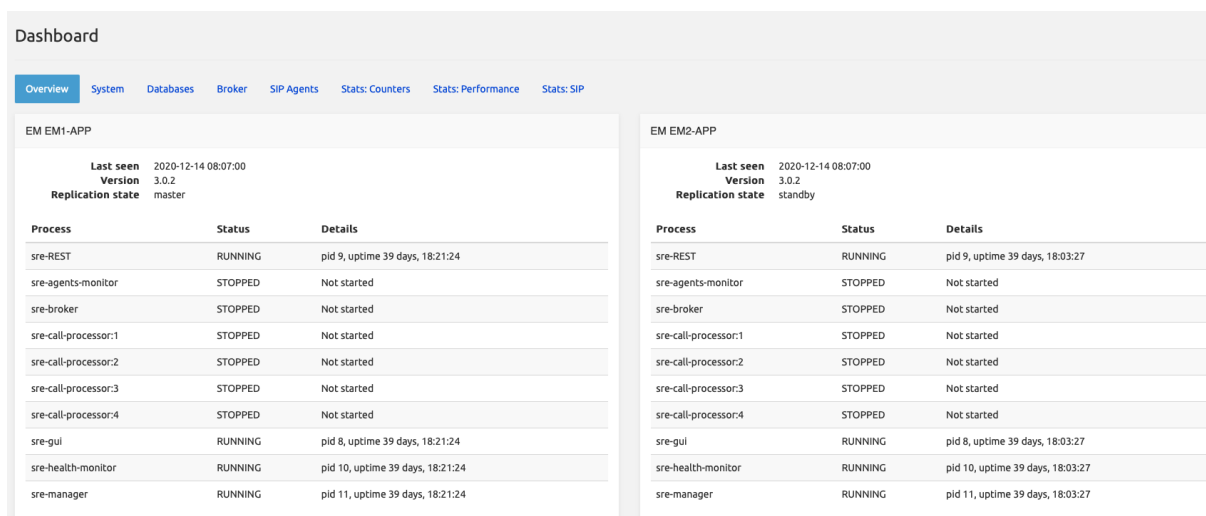 Dashboard
Overview System Databases Broker SIP Agents Stats: Counters Stats: Performance Stats: SIP
EM EM1-APP
Last seen 2020-12-14 08:07:00
Version 3.0.2
Replication state master
Process Status Details
sre-REST RUNNING pid 9, uptime 39 days, 18:21:24
sre-agents-monitor STOPPED Not started
sre-broker STOPPED Not started
sre-call-processor:1 STOPPED Not started
sre-call-processor:2 STOPPED Not started
sre-call-processor:3 STOPPED Not started
sre-call-processor:4 STOPPED Not started
sre-gui RUNNING pid 8, uptime 39 days, 18:21:24
sre-health-monitor RUNNING pid 10, uptime 39 days, 18:21:24
sre-manager RUNNING pid 11, uptime 39 days, 18:21:24
EM EM2-APP
Last seen 2020-12-14 08:07:00
Version 3.0.2
Replication state standby
Process Status Details
sre-REST RUNNING pid 9, uptime 39 days, 18:03:27
sre-agents-monitor STOPPED Not started
sre-broker STOPPED Not started
sre-call-processor:1 STOPPED Not started
sre-call-processor:2 STOPPED Not started
sre-call-processor:3 STOPPED Not started
sre-call-processor:4 STOPPED Not started
sre-gui RUNNING pid 8, uptime 39 days, 18:03:27
sre-health-monitor RUNNING pid 10, uptime 39 days, 18:03:27
sre-manager RUNNING pid 11, uptime 39 days, 18:03:27